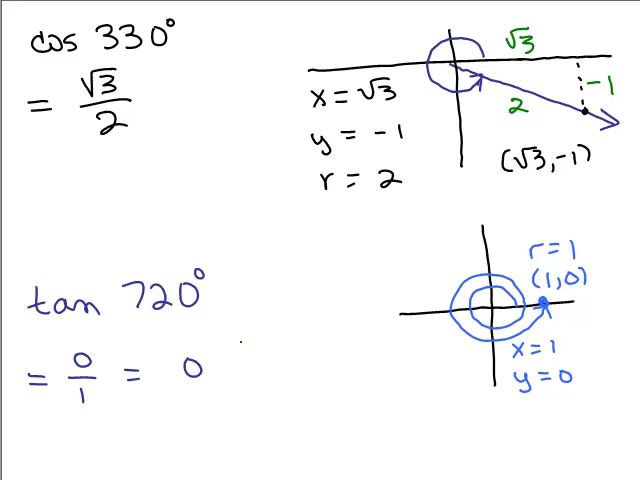 cos 330°
= √3/2
√3
-1
2
x = √3
y = -1
r = 2
(√3, -1)
tan 720°
= 0/1 = 0
r = 1
(1, 0)
x = 1
y = 0